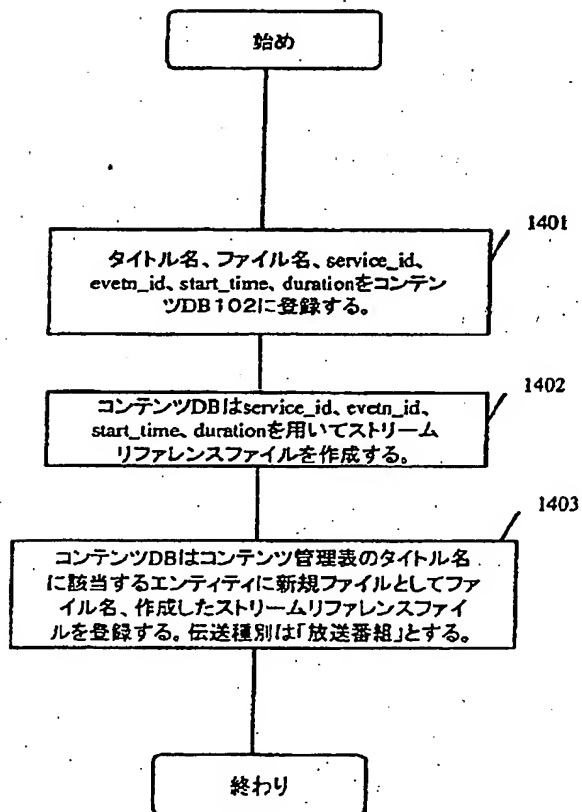 始め
1401
タイトル名、ファイル名、service_id、
evetn_id、start_time、durationをコンテン
ツDB102に登録する。
1402
コンテンツDBはservice_id、evetn_id、
start_time、durationを用いてストリーム
リファレンスファイルを作成する。
1403
コンテンツDBはコンテンツ管理表のタイトル名
に該当するエンティティに新規ファイルとしてファ
イル名、作成したストリームリファレンスファイ
ルを登録する。伝送種別は「放送番組」とする。
終わり